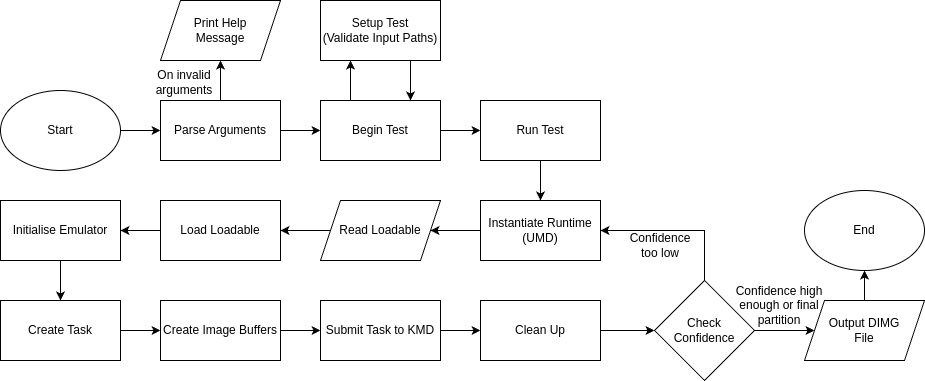 Print Help
Message
Setup Test
(Validate Input Paths)
On invalid
arguments
Start
Parse Arguments
Begin Test
Run Test
Initialise Emulator
Load Loadable
Read Loadable
Instantiate Runtime
(UMD)
Confidence
too low
End
Confidence high
enough or final
partition
Create Task
Create Image Buffers
Submit Task to KMD
Clean Up
Check
Confidence
Output DIMG
File